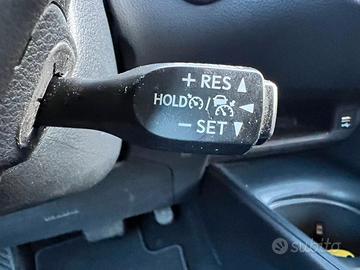 + RES ▲
HOLD / ◀
− SET ▼
Subito